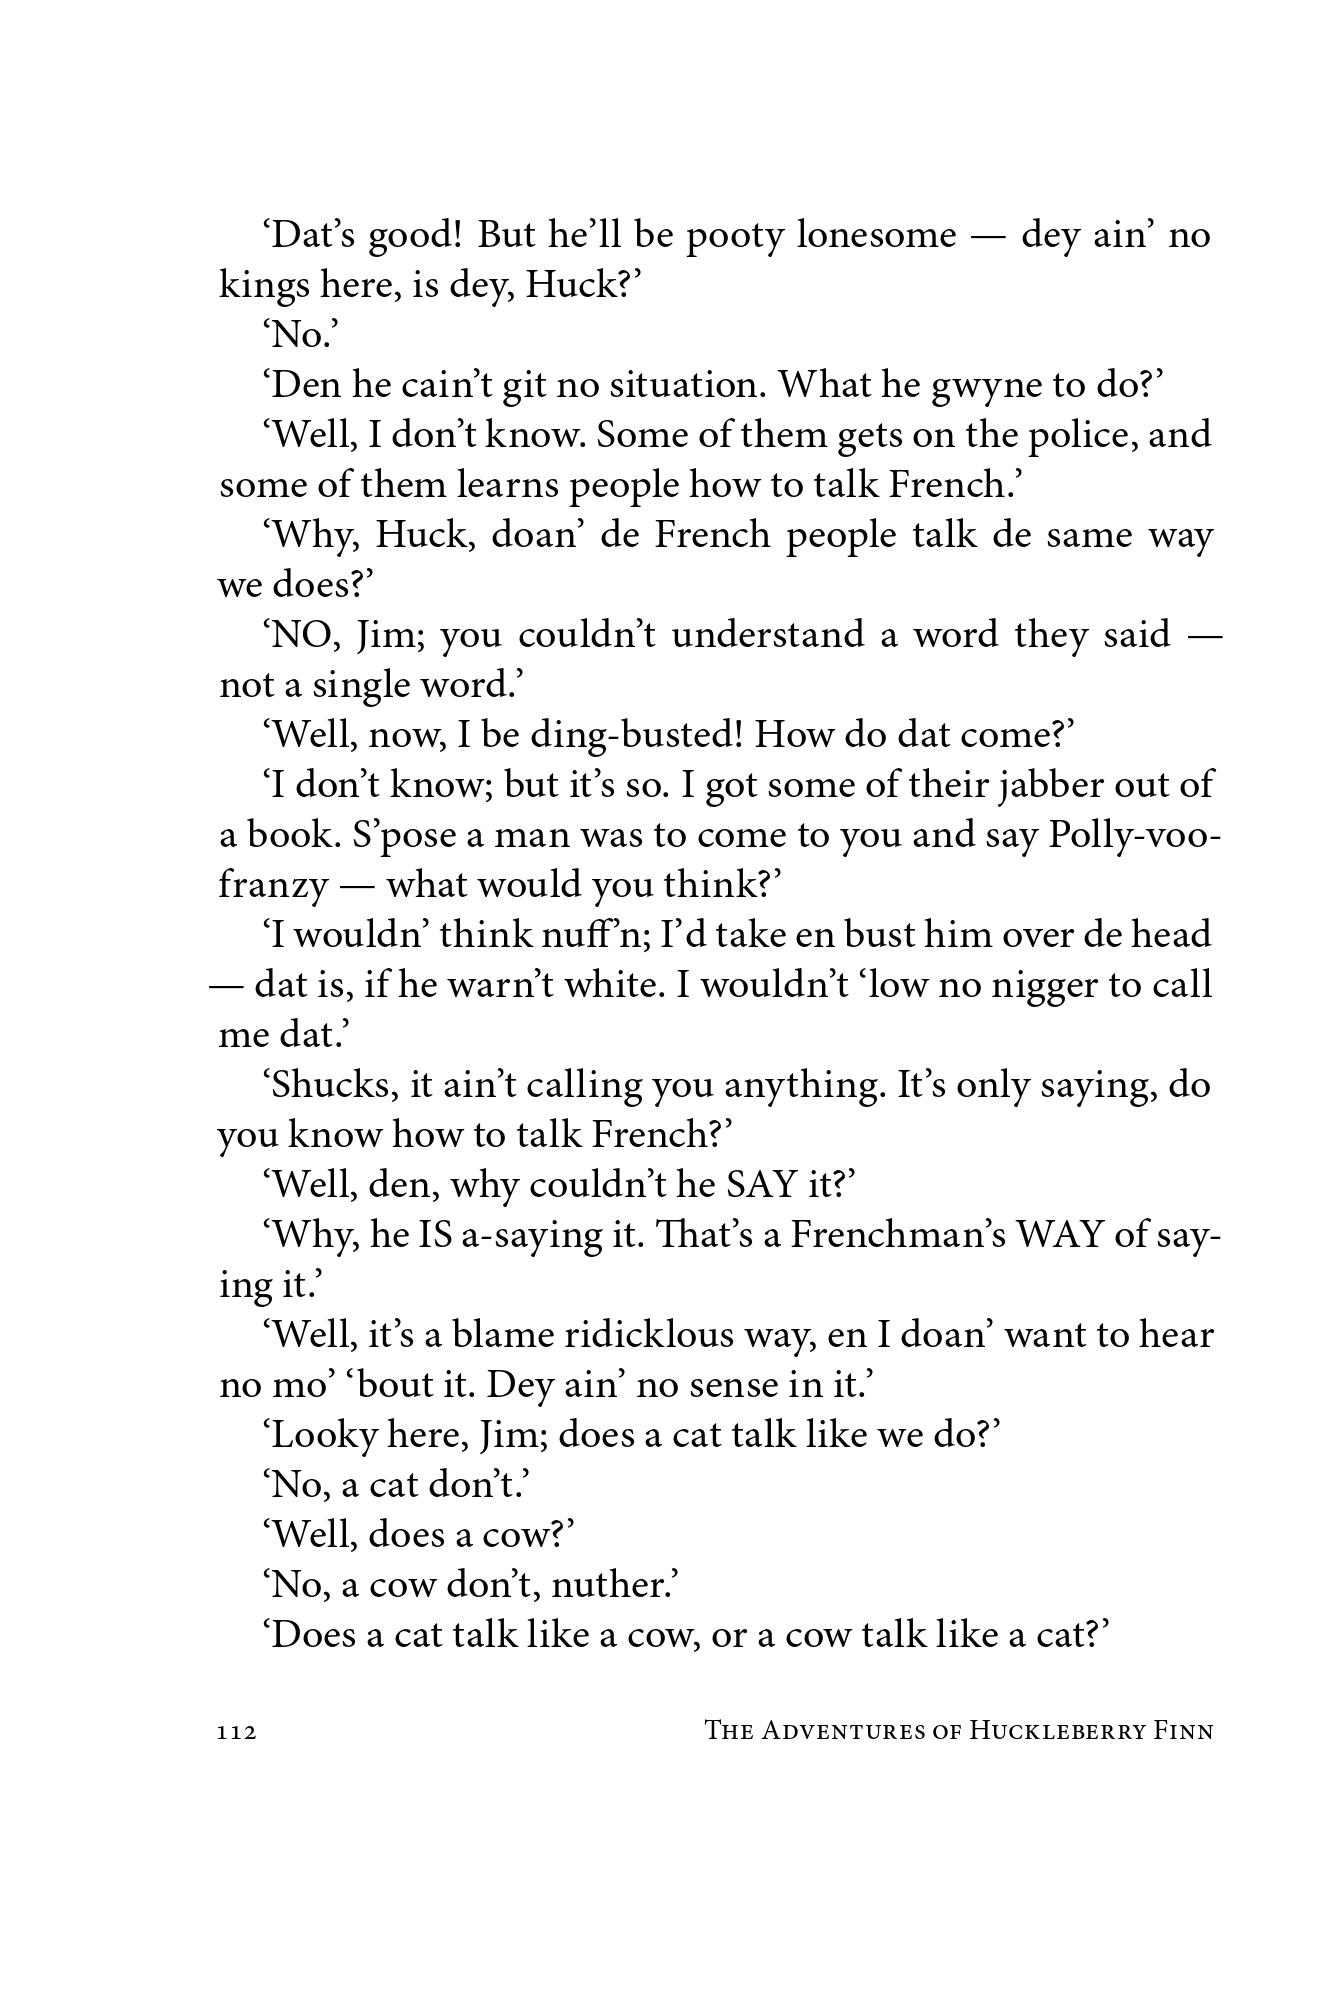 ‘Dat’s good! But he’ll be pooty lonesome — dey ain’ no
kings here, is dey, Huck?’
‘No.’
‘Den he cain’t git no situation. What he gwyne to do?’
‘Well, I don’t know. Some of them gets on the police, and
some of them learns people how to talk French.’
‘Why, Huck, doan’ de French people talk de same way
we does?’
‘NO, Jim; you couldn’t understand a word they said —
not a single word.’
‘Well, now, I be ding-busted! How do dat come?’
‘I don’t know; but it’s so. I got some of their jabber out of
a book. S’pose a man was to come to you and say Polly-voo-
franzy — what would you think?’
‘I wouldn’ think nuff’n; I’d take en bust him over de head
— dat is, if he warn’t white. I wouldn’t ‘low no nigger to call
me dat.’
‘Shucks, it ain’t calling you anything. It’s only saying, do
you know how to talk French?’
‘Well, den, why couldn’t he SAY it?’
‘Why, he IS a-saying it. That’s a Frenchman’s WAY of say-
ing it.’
‘Well, it’s a blame ridicklous way, en I doan’ want to hear
no mo’ ‘bout it. Dey ain’ no sense in it.’
‘Looky here, Jim; does a cat talk like we do?’
‘No, a cat don’t.’
‘Well, does a cow?’
‘No, a cow don’t, nuther.’
‘Does a cat talk like a cow, or a cow talk like a cat?’
112 The Adventures of Huckleberry Finn